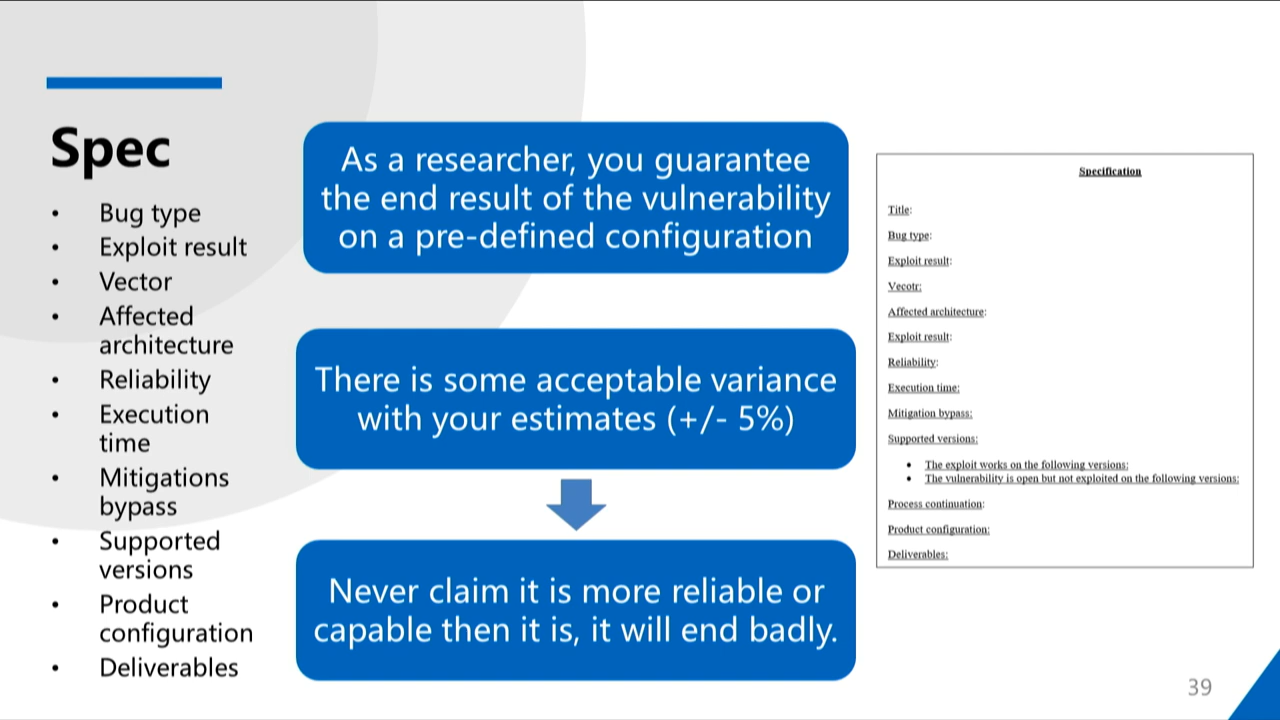 Spec
• Bug type
• Exploit result
• Vector
• Affected
architecture
• Reliability
• Execution
time
• Mitigations
bypass
• Supported
versions
• Product
configuration
• Deliverables
As a researcher, you guarantee
the end result of the vulnerability
on a pre-defined configuration
There is some acceptable variance
with your estimates (+/- 5%)
Never claim it is more reliable or
capable then it is, it will end badly.
Specification
Title:
Bug type:
Exploit result:
Vecotr:
Affected architecture:
Exploit result:
Reliability:
Execution time:
Mitigation bypass:
Supported versions:
• The exploit works on the following versions:
• The vulnerability is open but not exploited on the following versions:
Process continuation:
Product configuration:
Deliverables:
39